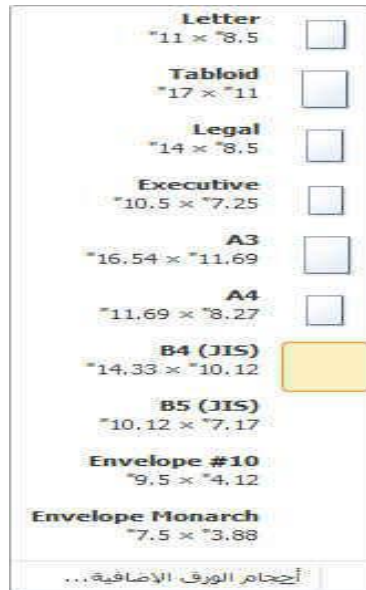 Letter
"11 × "8.5
Tabloid
"17 × "11
Legal
"14 × "8.5
Executive
"10.5 × "7.25
A3
"16.54 × "11.69
A4
"11.69 × "8.27
B4 (JIS)
"14.33 × "10.12
B5 (JIS)
"10.12 × "7.17
Envelope #10
"9.5 × "4.12
Envelope Monarch
"7.5 × "3.88
أحجام الورق الإضافية...